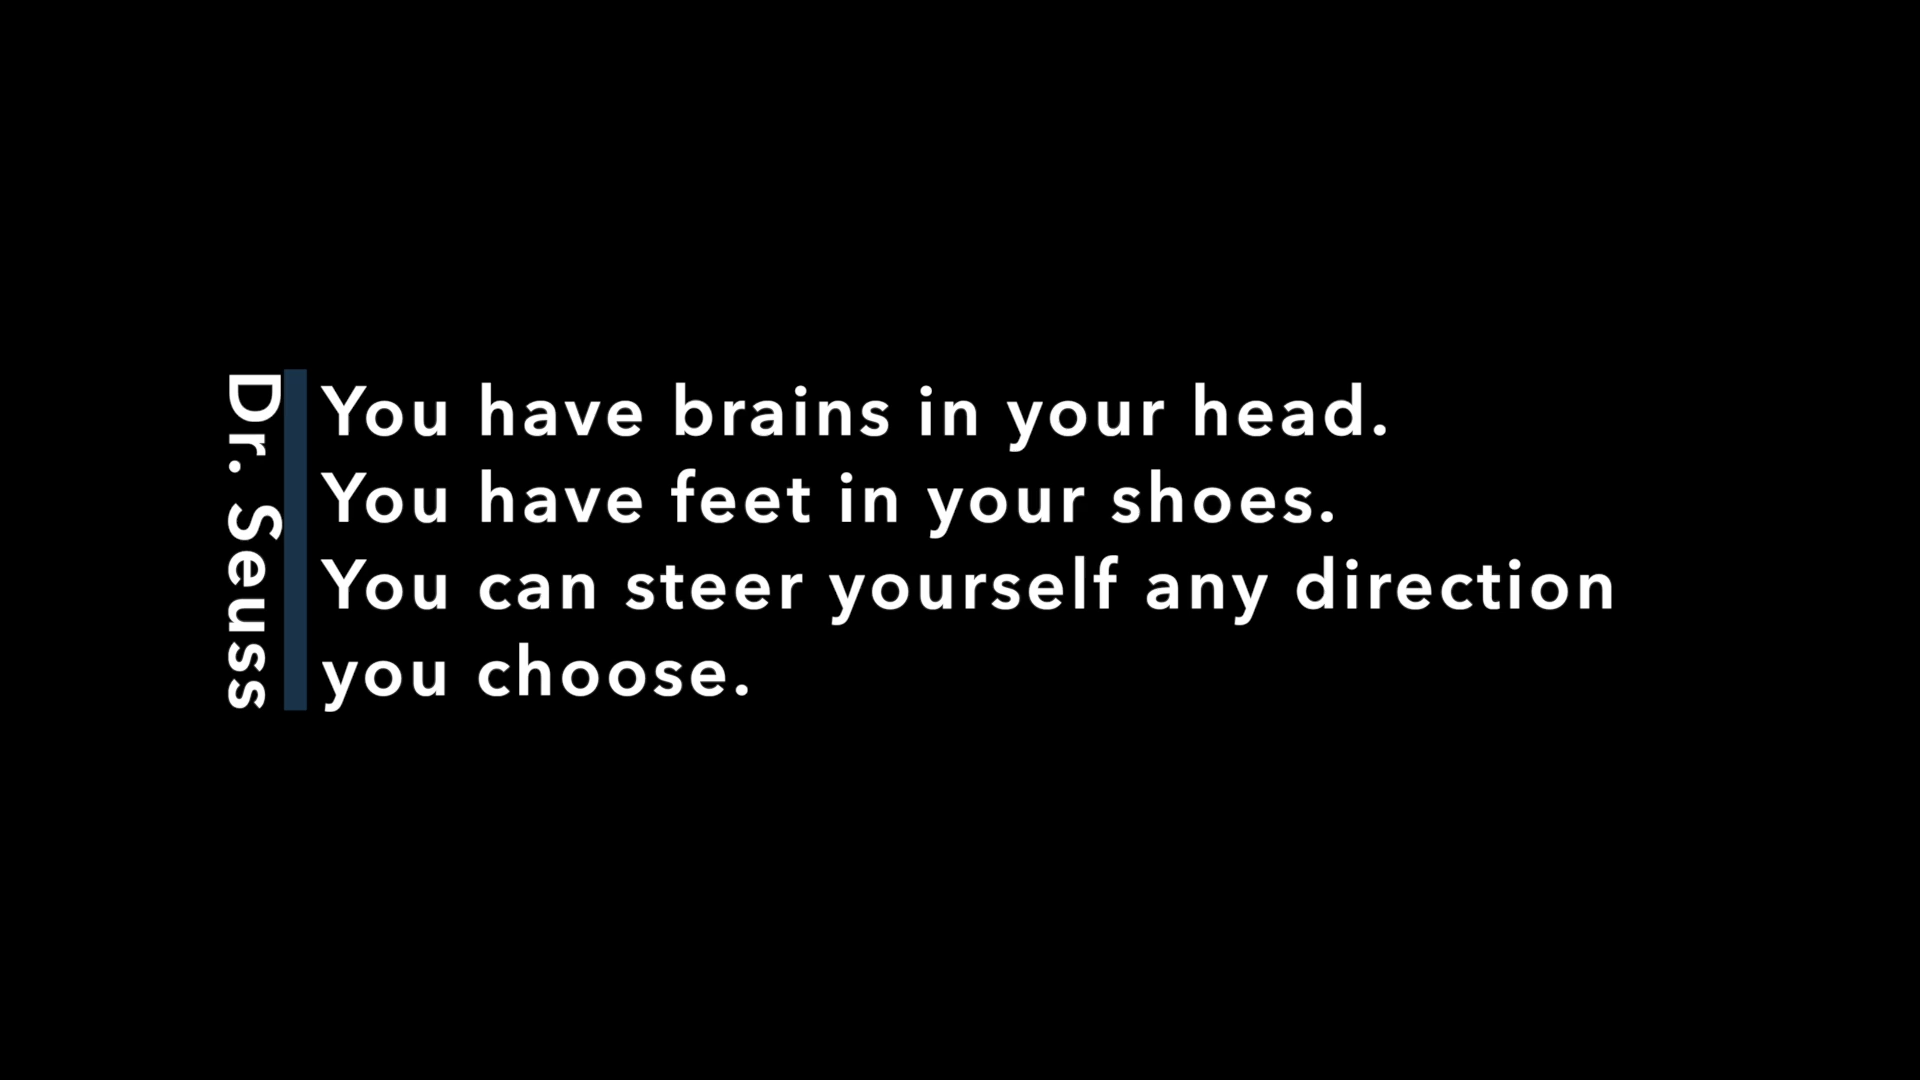 Dr. Seuss
You have brains in your head.
You have feet in your shoes.
You can steer yourself any direction
you choose.